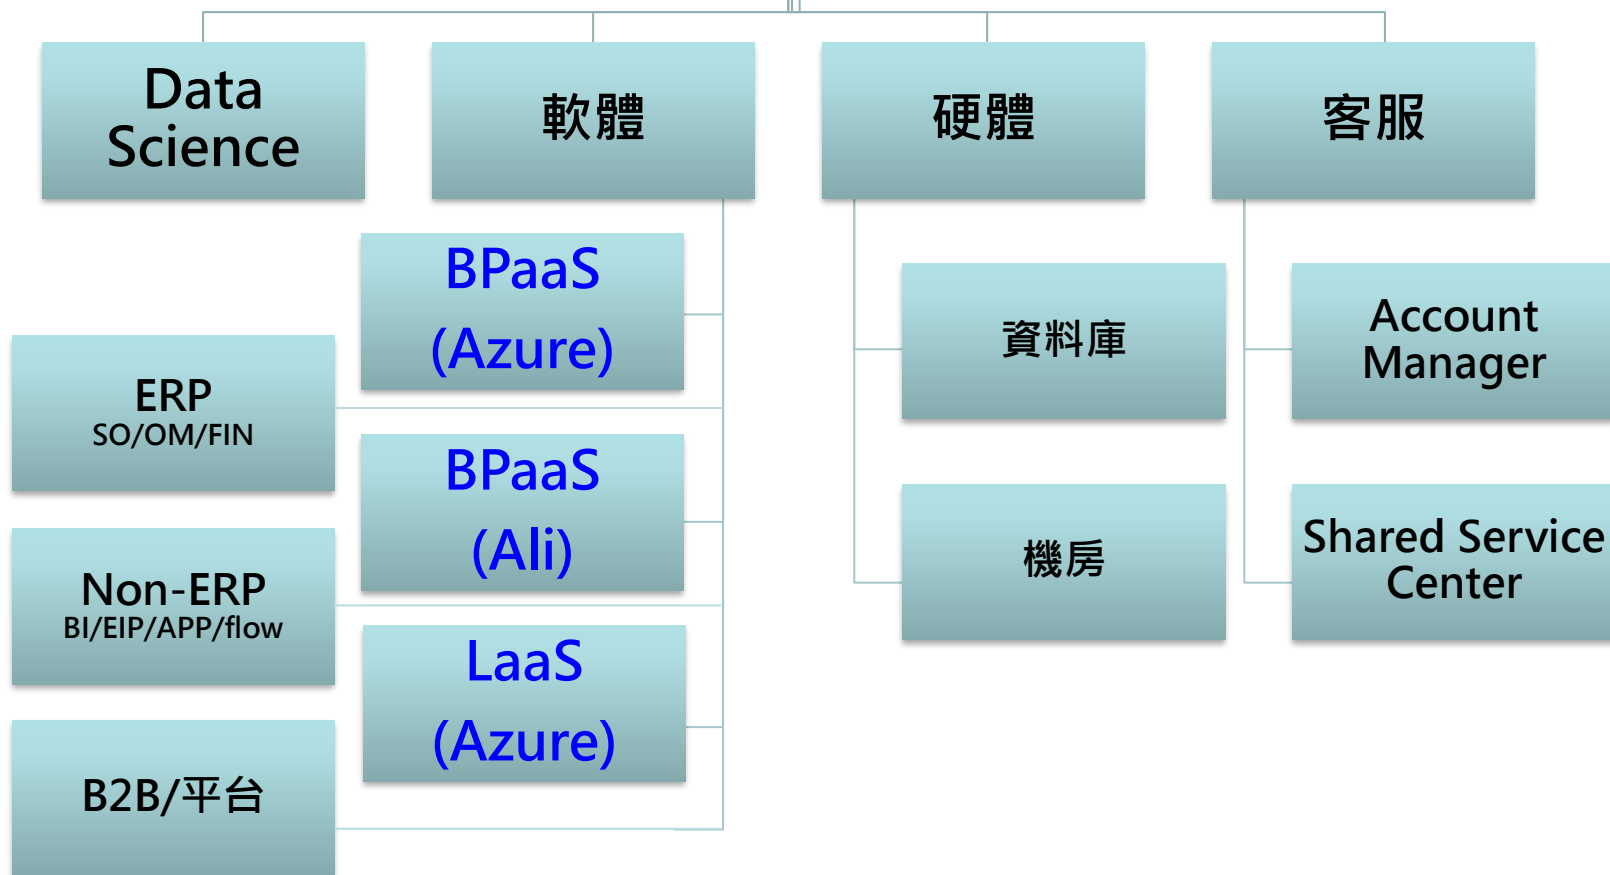 Data
Science
軟體
硬體
客服
BPaaS
(Azure)
ERP
SO/OM/FIN
BPaaS
(Ali)
Non-ERP
BI/EIP/APP/flow
LaaS
(Azure)
B2B/平台
資料庫
機房
Account
Manager
Shared Service
Center